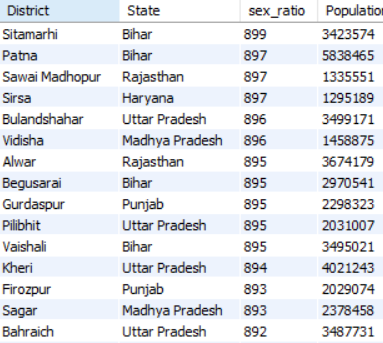 District State sex_ratio Population
Sitamarhi Bihar 899 3423574
Patna Bihar 897 5838465
Sawai Madhopur Rajasthan 897 1335551
Sirsa Haryana 897 1295189
Bulandshahar Uttar Pradesh 896 3499171
Vidisha Madhya Pradesh 896 1458875
Alwar Rajasthan 895 3674179
Begusarai Bihar 895 2970541
Gurdaspur Punjab 895 2298323
Pilibhit Uttar Pradesh 895 2031007
Vaishali Bihar 895 3495021
Kheri Uttar Pradesh 894 4021243
Firozpur Punjab 893 2029074
Sagar Madhya Pradesh 893 2378458
Bahraich Uttar Pradesh 892 3487731